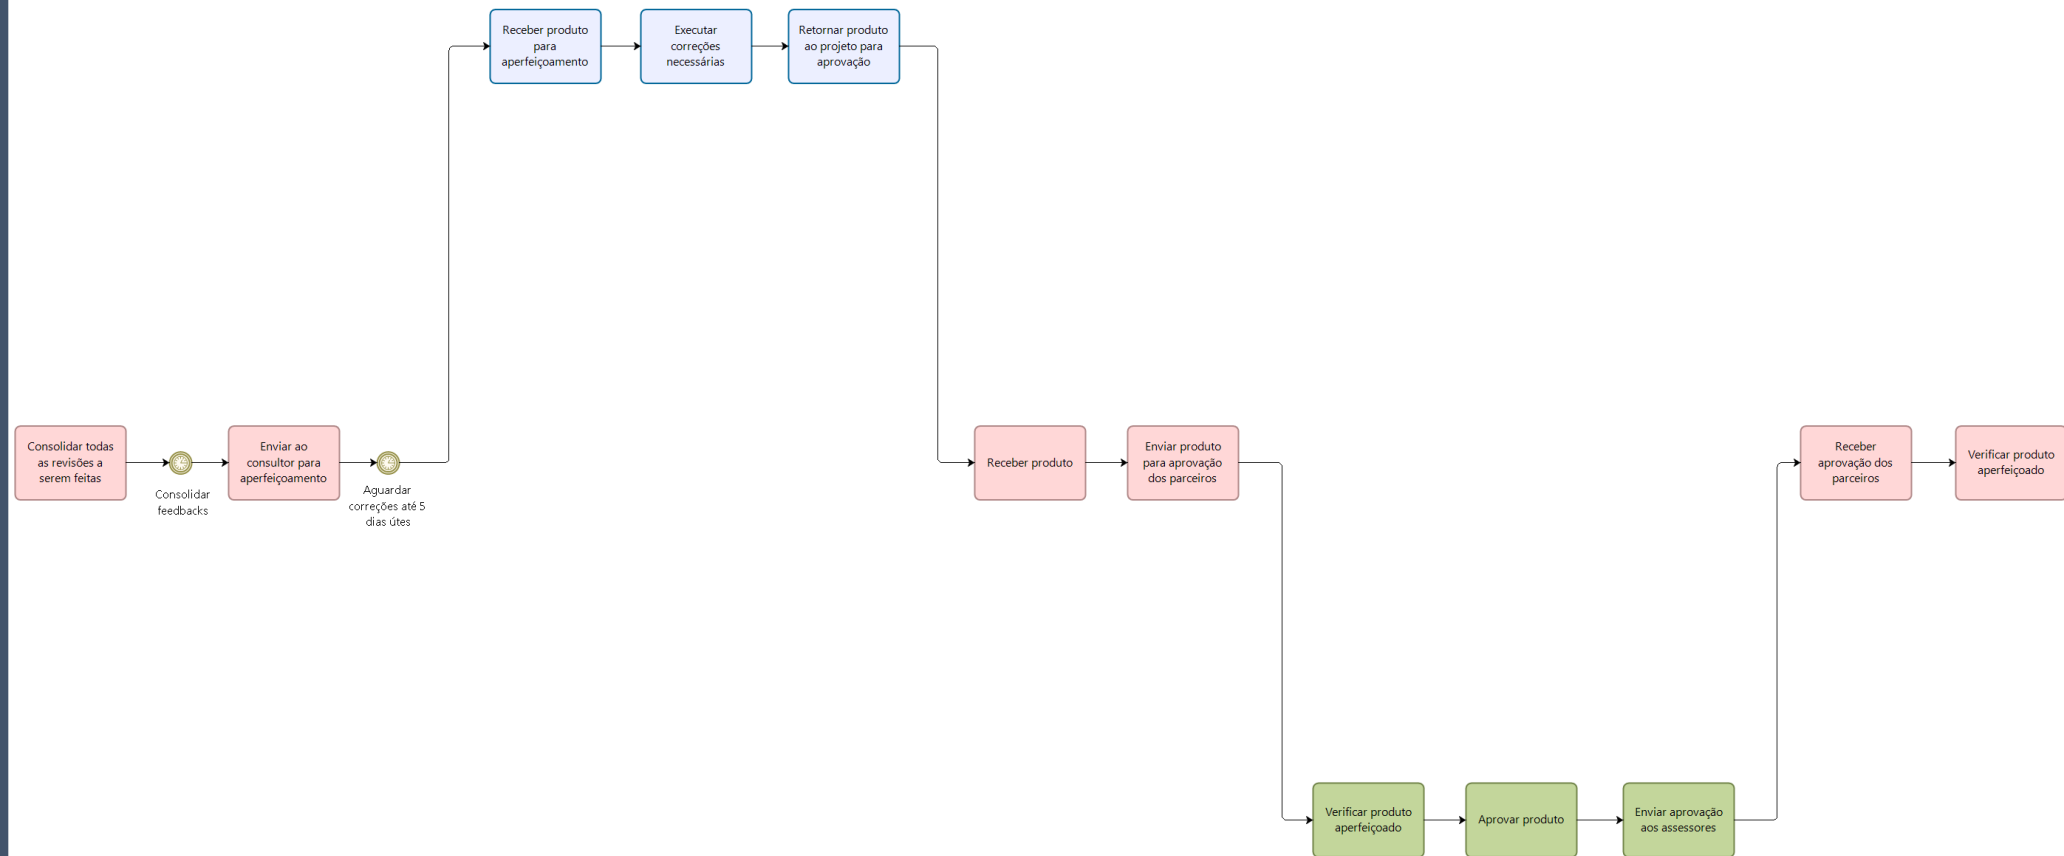 Receber produto
para
aperfeiçoamento
Executar
correções
necessárias
Retornar produto
ao projeto para
aprovação
Consolidar todas
as revisões a
serem feitas
Consolidar
feedbacks
Enviar ao
consultor para
aperfeiçoamento
Aguardar
correções até 5
dias útes
Receber produto
Enviar produto
para aprovação
dos parceiros
Verificar produto
aperfeiçoado
Aprovar produto
Enviar aprovação
aos assessores
Receber
aprovação dos
parceiros
Verificar produto
aperfeiçoado